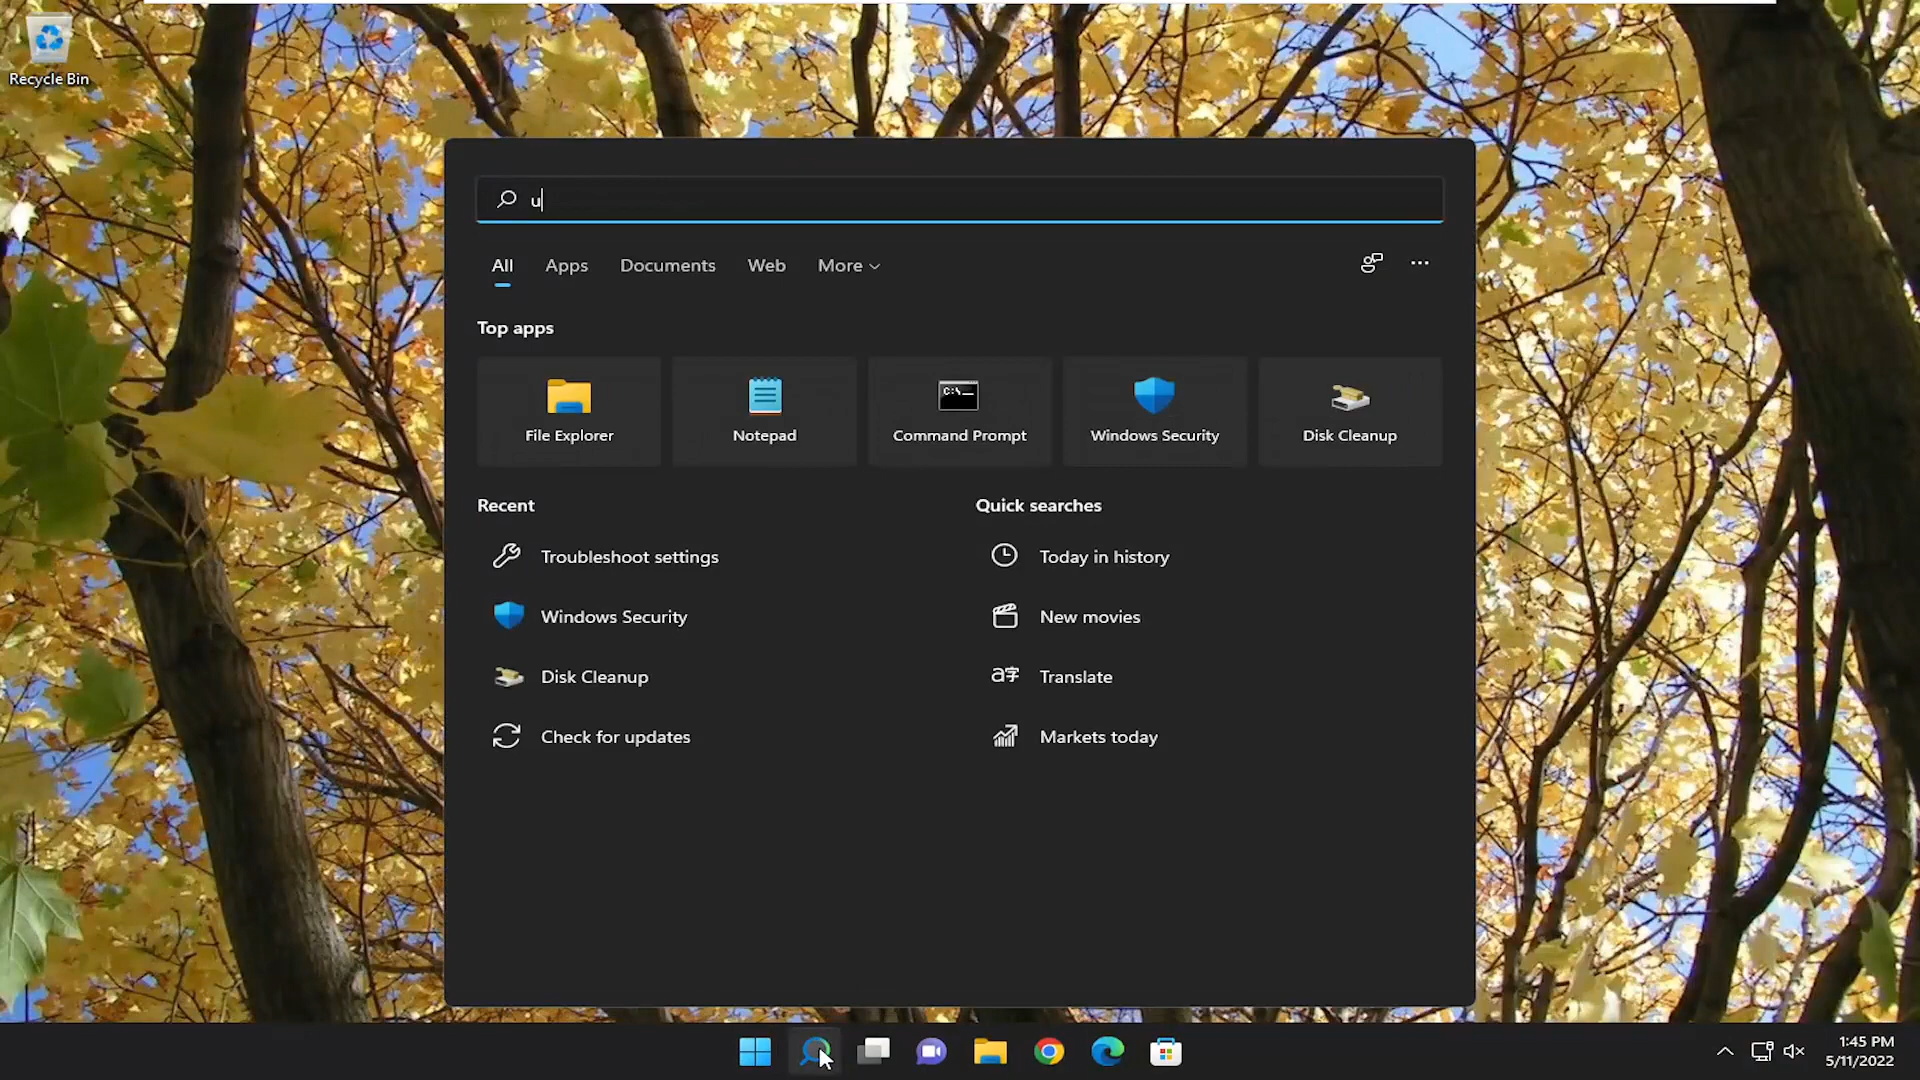 Recycle Bin
u
All Apps Documents Web More
Top apps
File Explorer Notepad Command Prompt Windows Security Disk Cleanup
Recent Quick searches
Troubleshoot settings Today in history
Windows Security New movies
Disk Cleanup Translate
Check for updates Markets today
1:45 PM
5/11/2022